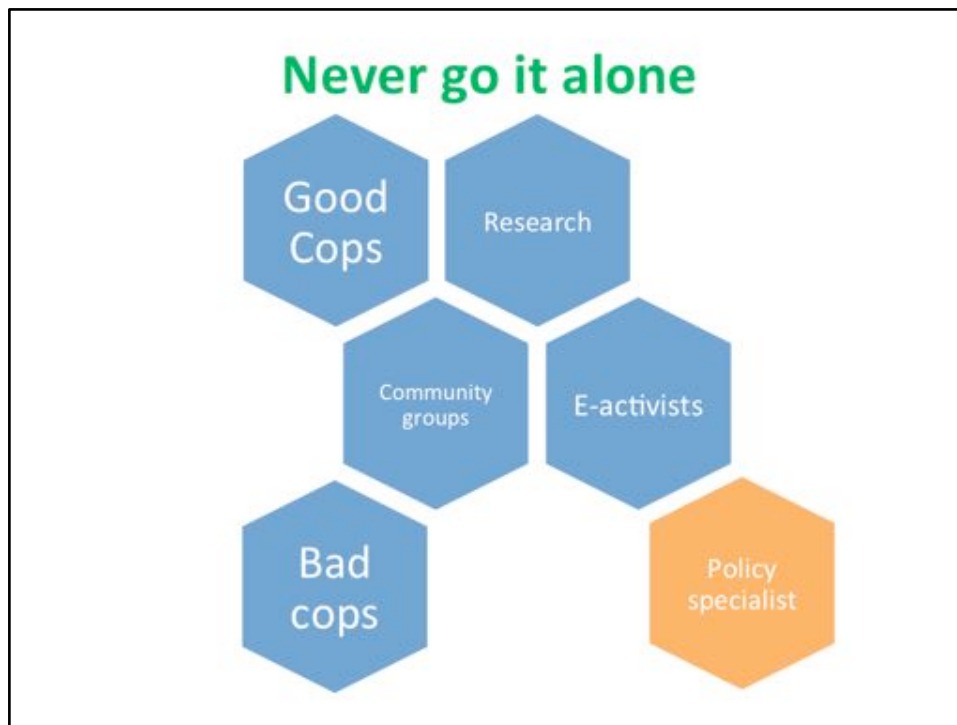 Never go it alone
Good
Cops
Research
Community
groups
E-activists
Bad
cops
Policy
specialist